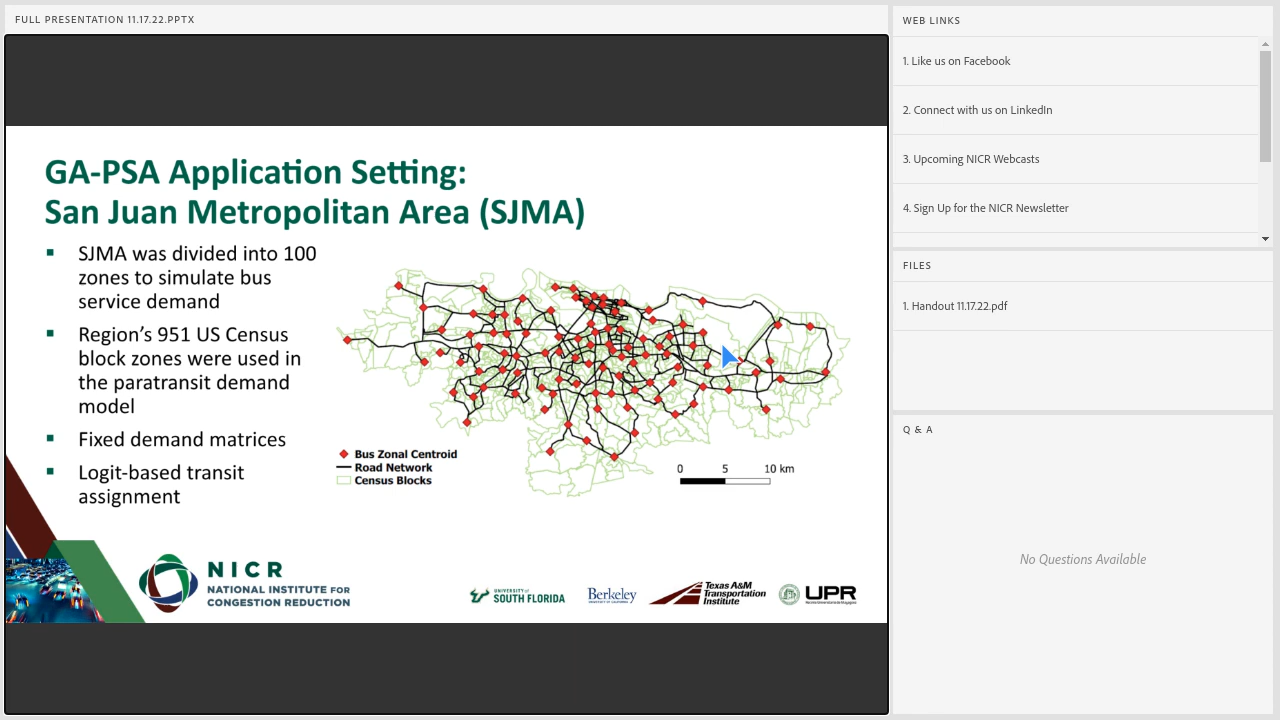 FULL PRESENTATION 11.17.22.PPTX
GA-PSA Application Setting:
San Juan Metropolitan Area (SJMA)
SJMA was divided into 100
zones to simulate bus
service demand
Region's 951 US Census
block zones were used in
the paratransit demand
model
Fixed demand matrices
Logit-based transit
assignment
Bus Zonal Centroid
Road Network
Census Blocks
0 5 10 km
NICR
NATIONAL INSTITUTE FOR
CONGESTION REDUCTION
UNIVERSITY of
SOUTH FLORIDA
Berkeley
UNIVERSITY OF CALIFORNIA
Texas A&M
Transportation
Institute
UPR
WEB LINKS
1. Like us on Facebook
2. Connect with us on LinkedIn
3. Upcoming NICR Webcasts
4. Sign Up for the NICR Newsletter
FILES
1. Handout 11.17.22.pdf
Q & A
No Questions Available